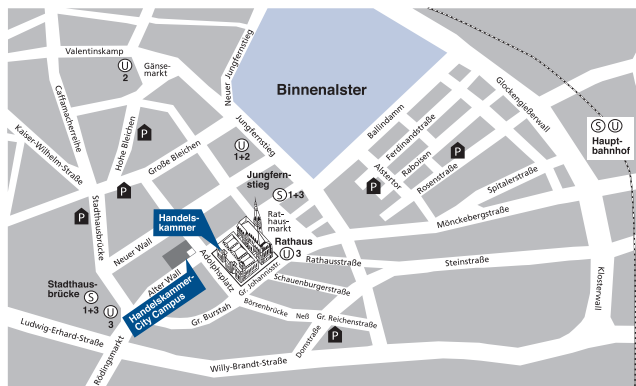 Valentinskamp
U
2
Gänse-
markt
Neuer Jungfernstieg
Binnenalster
Glockengießerwall
Caffamacherreihe
Kaiser-Wilhelm-Straße
Hohe Bleichen
P
Große Bleichen
Jungfernstieg
U
1+2
Ballindamm
Ferdinandstraße
Raboisen
Rosenstraße
P
Alstertor
P
S U
Haupt-
bahnhof
Jungfern-
stieg
S 1+3
Spitalerstraße
Mönckebergstraße
P
P
Stadthausbrücke
Handels-
kammer
Rat-
haus-
markt
Rathaus
U 3
Neuer Wall
Alter Wall
Adolphsplatz
Gr. Johannisstr.
Rathausstraße
Steinstraße
Schauenburgerstraße
Klosterwall
Stadthaus-
brücke
S
1+3
U
3
Handelskammer-
City Campus
Gr. Burstah
Börsenbrücke
Neß
Gr. Reichenstraße
Domstraße
P
Ludwig-Erhard-Straße
Rödingsmarkt
Willy-Brandt-Straße